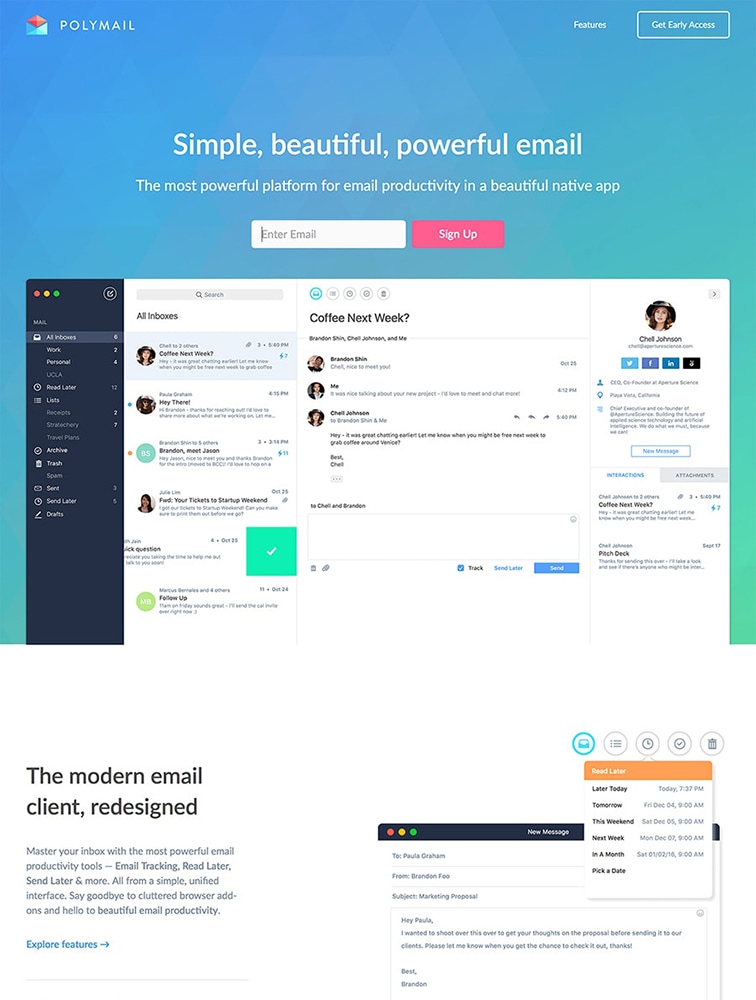 POLYMAIL
Features
Get Early Access
Simple, beautiful, powerful email
The most powerful platform for email productivity in a beautiful native app
Enter Email
Sign Up
MAIL
All Inboxes 6
Work 2
Personal 4
UCLA
Read Later 12
Lists
Receipts 2
Stratechery 7
Travel Plans
Archive
Trash
Spam
Sent 3
Send Later 5
Drafts
Search
All Inboxes
Chell to 2 others 3 • 5:40 PM
Coffee Next Week? 7
Hey - it was great chatting earlier! Let me know
when you might be free next week to grab coffee
Paula Graham 4:15 PM
Hey There!
Hi Brandon - thanks for reaching out! I'd love to
share more about what we're working on. Let me...
BS
Brandon Shin to 5 others 3 • 3:14 PM
Brandon, meet Jason 11
Hey Jason, nice to meet you and thanks Brandon
for the intro (moved to BCC)! I'd love to hop on a
Julie Lim Oct 25
Fwd: Your Tickets to Startup Weekend
I got our tickets to Startup Weekend! Can you make
sure to print them out before we go?
h Jain 4 • Oct 25
ick question
eciate you taking the time to help me out
talk to you soon!
MB
Marcus Bernales and 4 others 11 • Oct 24
Follow Up
11am on friday sounds great - I'll send the cal invite
over right now :)
Coffee Next Week?
Brandon Shin, Chell Johnson, and Me
Brandon Shin Oct 25
Chell, nice to meet you!
Me 4:12 PM
It was nice talking about your new project - I'd love to meet and chat more!
Chell Johnson 5:40 PM
to Brandon Shin & Me
Hey - it was great chatting earlier! Let me know when you might be free next week to
grab coffee around Venice?
Best,
Chell
to Chell and Brandon
Track
Send Later
Send
Chell Johnson
chell@aperturescience.com
CEO, Co-Founder at Aperture Science
Playa Vista, California
Chief Executive and co-founder of
@ApertureScience. Building the future of
applied science technology and artificial
intelligence. We do what we must, because
we can!
New Message
INTERACTIONS
ATTACHMENTS
Chell Johnson to 2 others 3 • 5:40 PM
Coffee Next Week? 7
Hey - it was great chatting earlier! Let me
know when you might be free next week...
Chell Johnson Sept 17
Pitch Deck
Thanks for sending this over - I'll take a look
and see if there's anyone who might be inter...
The modern email
client, redesigned
Master your inbox with the most powerful email
productivity tools — Email Tracking, Read Later,
Send Later & more. All from a simple, unified
interface. Say goodbye to cluttered browser add-
ons and hello to beautiful email productivity.
Explore features →
Read Later
Later Today Today, 7:37 PM
Tomorrow Fri Dec 04, 9:00 AM
This Weekend Sat Dec 05, 9:00 AM
Next Week Mon Dec 07, 9:00 AM
In A Month Sat 01/02/16, 9:00 AM
Pick a Date
New Message
To: Paula Graham
From: Brandon Foo
Subject: Marketing Proposal
Hey Paula,
I wanted to shoot over this over to get your thoughts on the proposal before sending it to our
clients. Please let me know when you get the chance to check it out, thanks!
Best,
Brandon